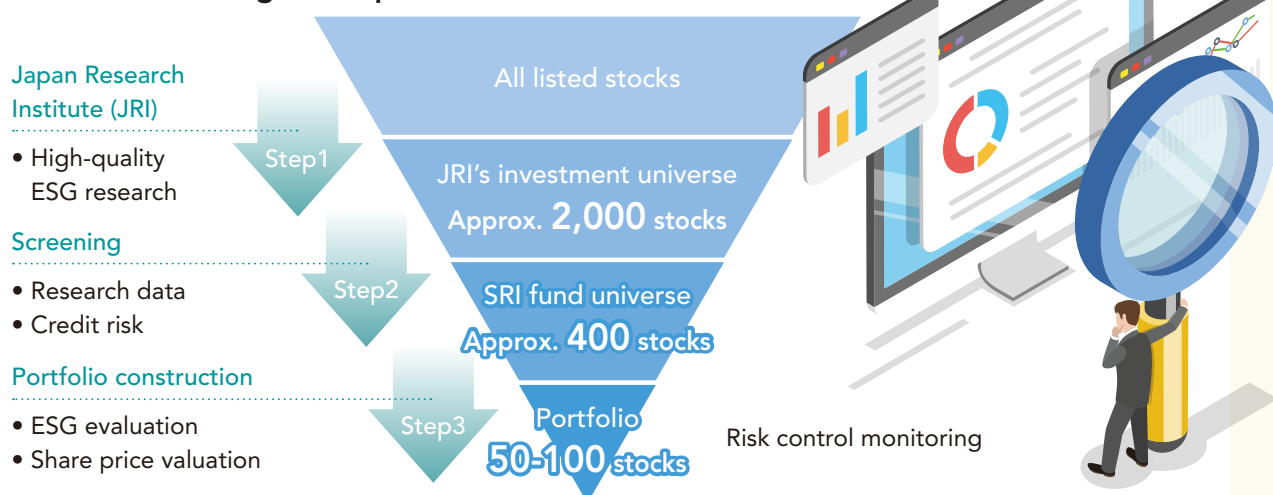 Japan Research
Institute (JRI)
• High-quality
ESG research
Step1
Screening
• Research data
• Credit risk
Step2
Portfolio construction
• ESG evaluation
• Share price valuation
Step3
All listed stocks
JRI's investment universe
Approx. 2,000 stocks
SRI fund universe
Approx. 400 stocks
Portfolio
50-100 stocks
Risk control monitoring